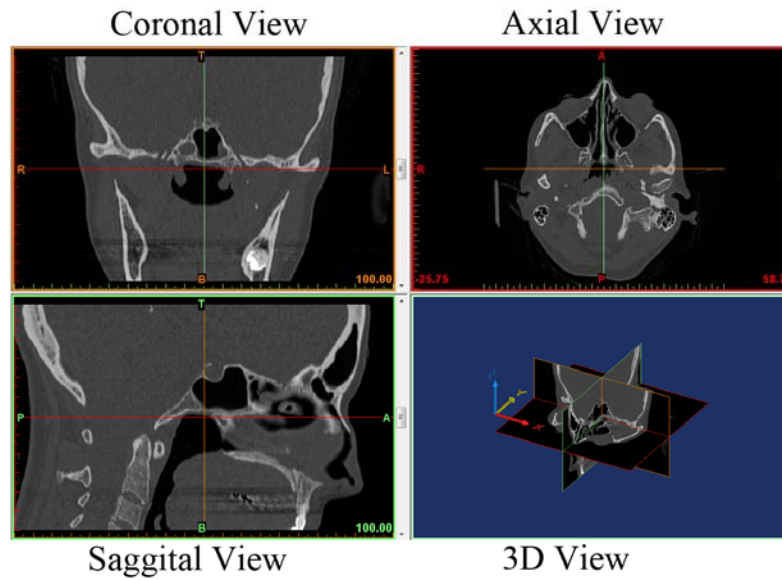 Coronal View
Axial View
T
R
L
B
100.00
A
R
P
-25.75
T
P
A
B
100.00
X
Y
Saggital View
3D View